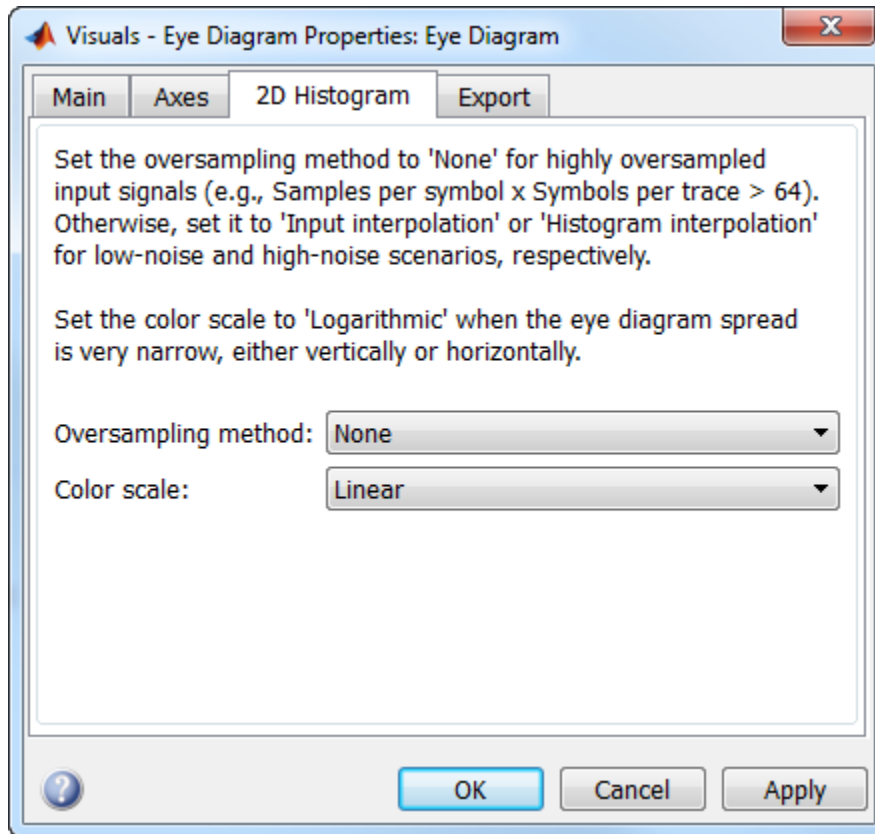 Visuals - Eye Diagram Properties: Eye Diagram
Main Axes 2D Histogram Export
Set the oversampling method to 'None' for highly oversampled
input signals (e.g., Samples per symbol x Symbols per trace > 64).
Otherwise, set it to 'Input interpolation' or 'Histogram interpolation'
for low-noise and high-noise scenarios, respectively.
Set the color scale to 'Logarithmic' when the eye diagram spread
is very narrow, either vertically or horizontally.
Oversampling method: None
Color scale: Linear
OK Cancel Apply